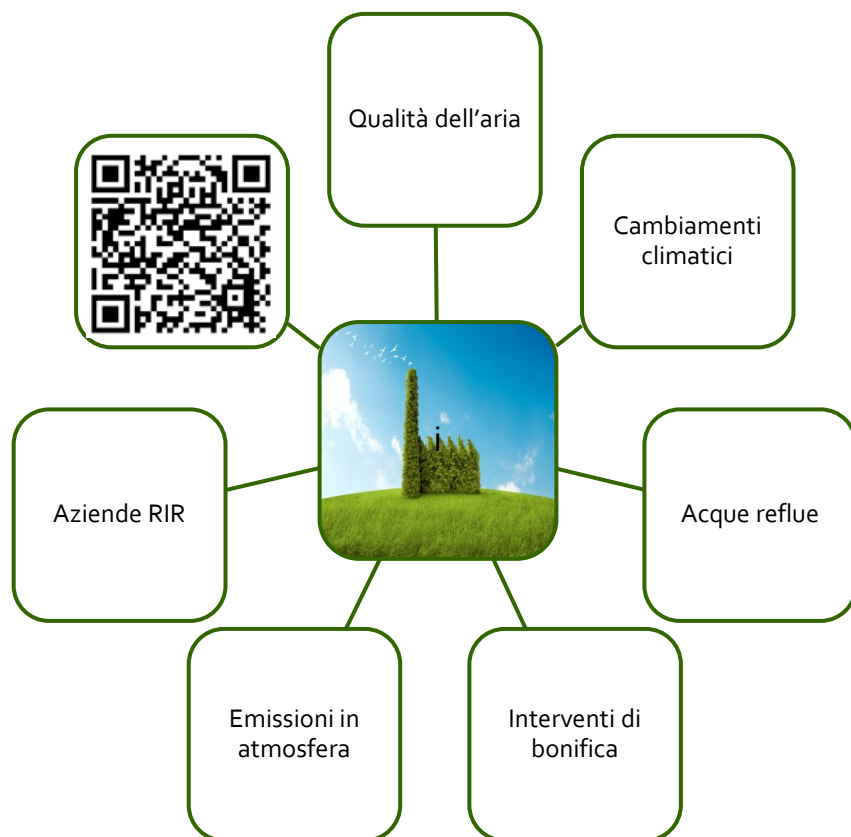 Qualità dell’aria
Cambiamenti
climatici
i
Aziende RIR
Acque reflue
Emissioni in
atmosfera
Interventi di
bonifica